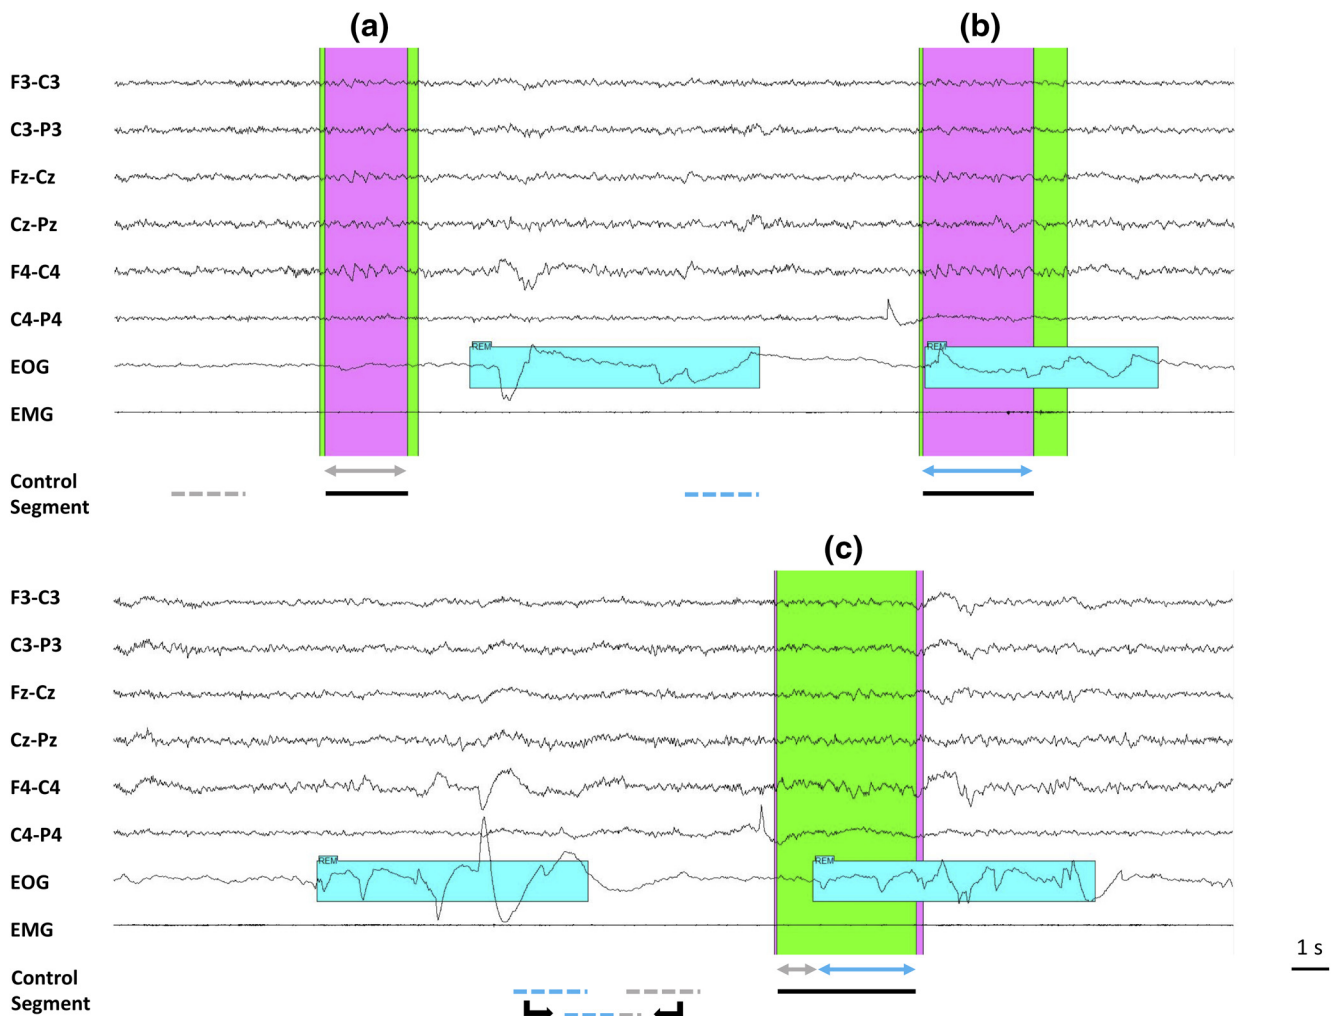 (a)
(b)
F3-C3
C3-P3
Fz-Cz
Cz-Pz
F4-C4
C4-P4
REM
REM
EOG
EMG
Control
Segment
(c)
F3-C3
C3-P3
Fz-Cz
Cz-Pz
F4-C4
C4-P4
REM
REM
EOG
EMG
1 s
Control
Segment